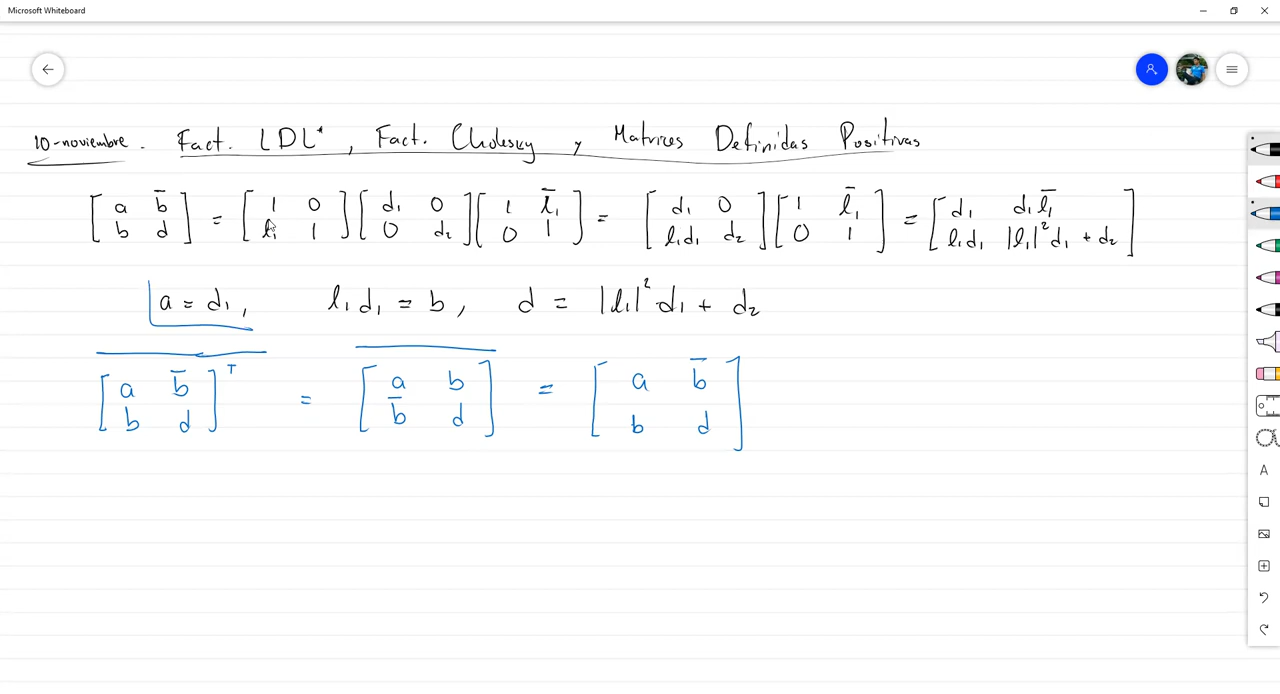 Microsoft Whiteboard
10-noviembre. Fact. LDL*, Fact. Cholesky y Matrices Definidas Positivas
[a b̄; b d] = [1 0; l₁ 1][d₁ 0; 0 d₂][1 l̄₁; 0 1] = [d₁ 0; l₁d₁ d₂][1 l̄₁; 0 1] = [d₁ d₁l̄₁; l₁d₁ |l₁|²d₁ + d₂]
a = d₁, l₁d₁ = b, d = |l₁|²d₁ + d₂
[a b̄; b d]ᵀ = [a b; b̄ d] = [a b̄; b d]
A